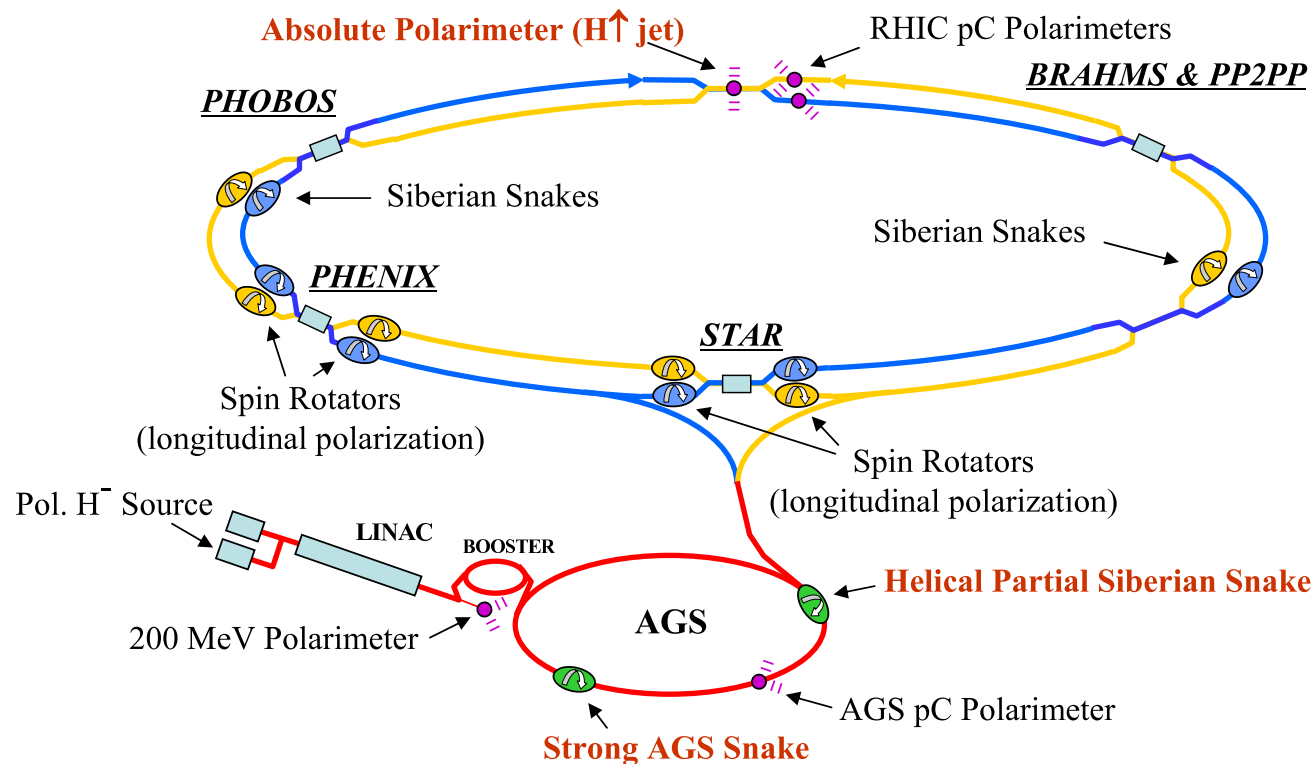 Absolute Polarimeter (H↑ jet)
RHIC pC Polarimeters
BRAHMS & PP2PP
PHOBOS
Siberian Snakes
Siberian Snakes
PHENIX
STAR
Spin Rotators
(longitudinal polarization)
Spin Rotators
(longitudinal polarization)
Pol. H⁻ Source
LINAC
BOOSTER
Helical Partial Siberian Snake
200 MeV Polarimeter
AGS
AGS pC Polarimeter
Strong AGS Snake